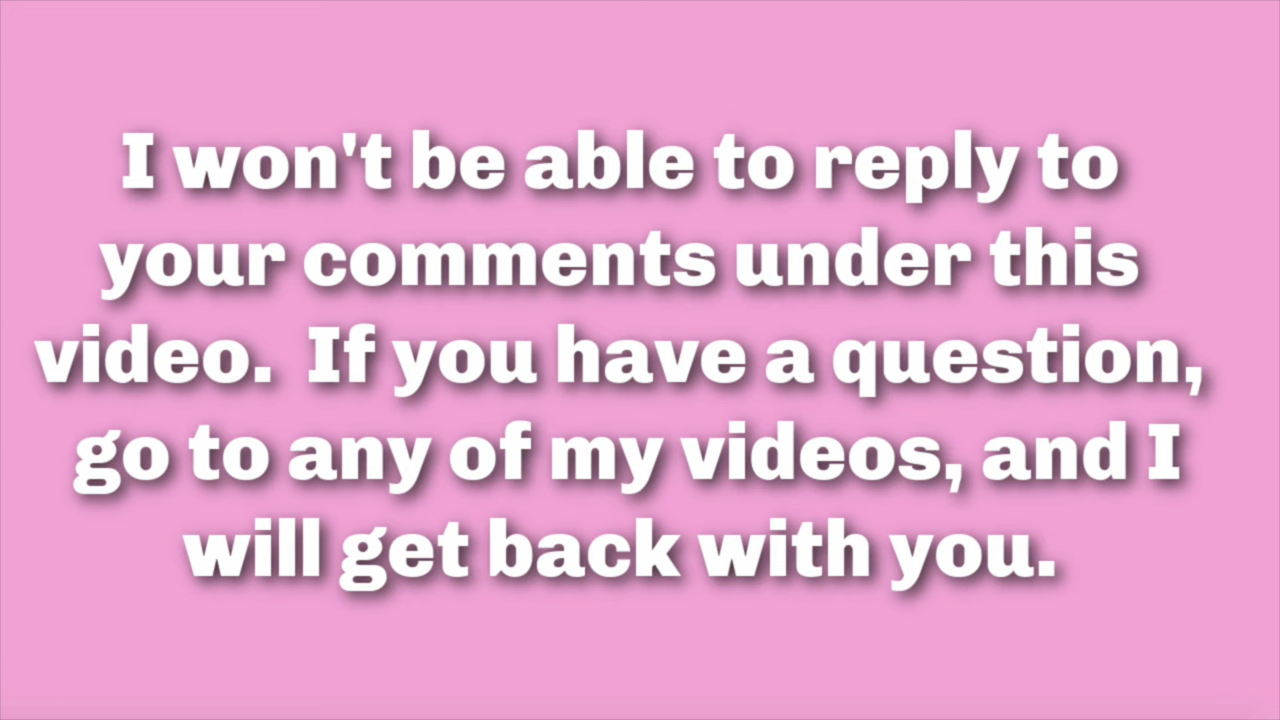 I won't be able to reply to
your comments under this
video.  If you have a question,
go to any of my videos, and I
will get back with you.